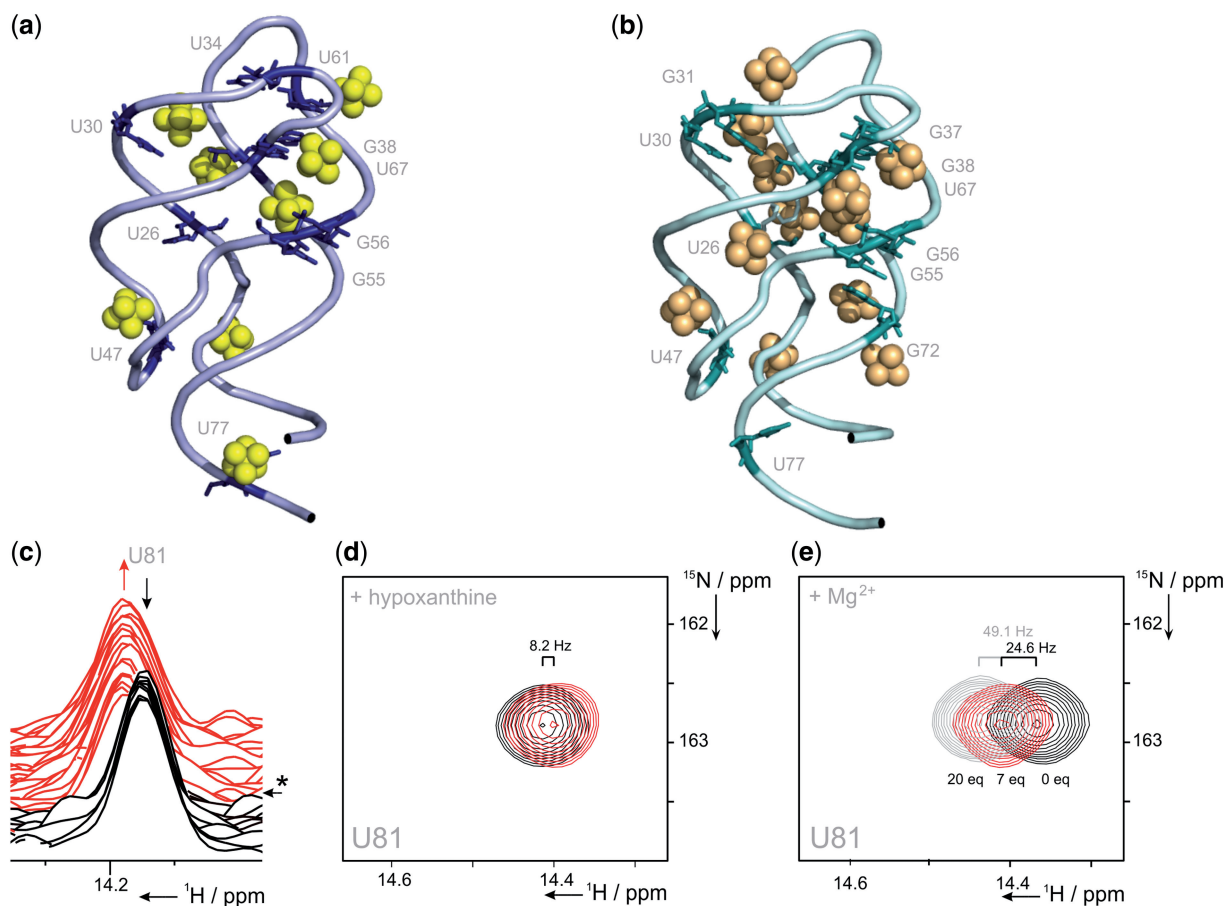 (a)
U34
U61
U30
G38
U67
U26
G56
G55
U47
U77
(b)
G31
U30
G37
G38
U67
U26
G56
G55
U47
G72
U77
(c)
U81
*
14.2
¹H / ppm
(d)
+ hypoxanthine
8.2 Hz
U81
14.6
14.4
¹H / ppm
¹⁵N / ppm
162
163
(e)
+ Mg²⁺
49.1 Hz
24.6 Hz
20 eq
7 eq
0 eq
U81
14.6
14.4
¹H / ppm
¹⁵N / ppm
162
163